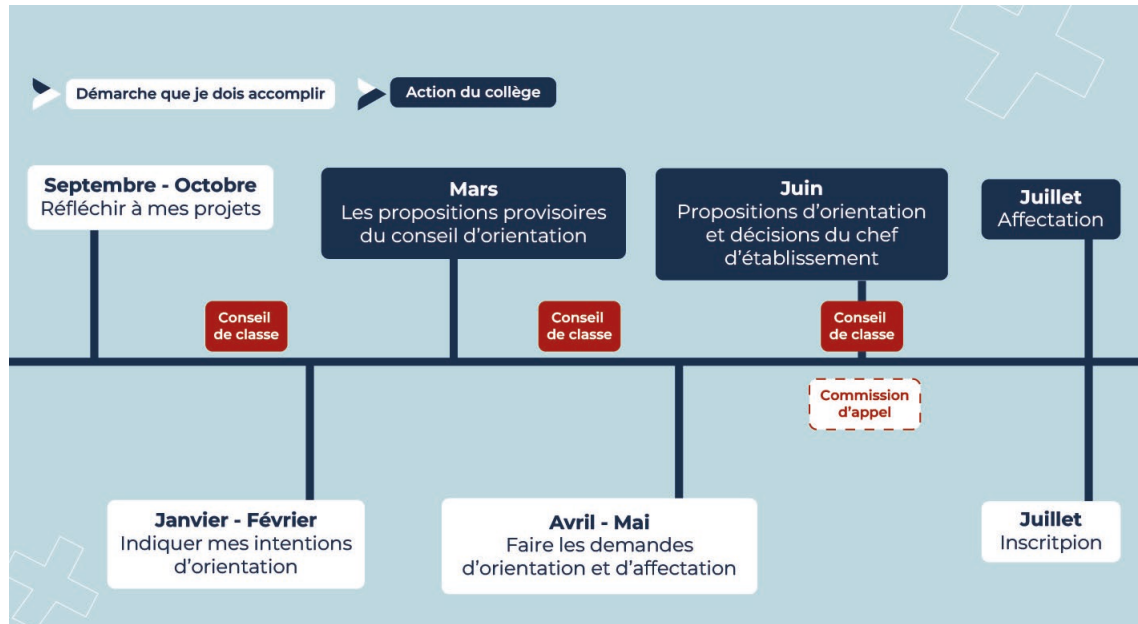 Démarche que je dois accomplir
Action du collège
Septembre - Octobre
Réfléchir à mes projets
Mars
Les propositions provisoires
du conseil d'orientation
Juin
Propositions d'orientation
et décisions du chef
d'établissement
Juillet
Affectation
Conseil
de classe
Conseil
de classe
Conseil
de classe
Commission
d'appel
Janvier - Février
Indiquer mes intentions
d'orientation
Avril - Mai
Faire les demandes
d'orientation et d'affectation
Juillet
Inscritpion